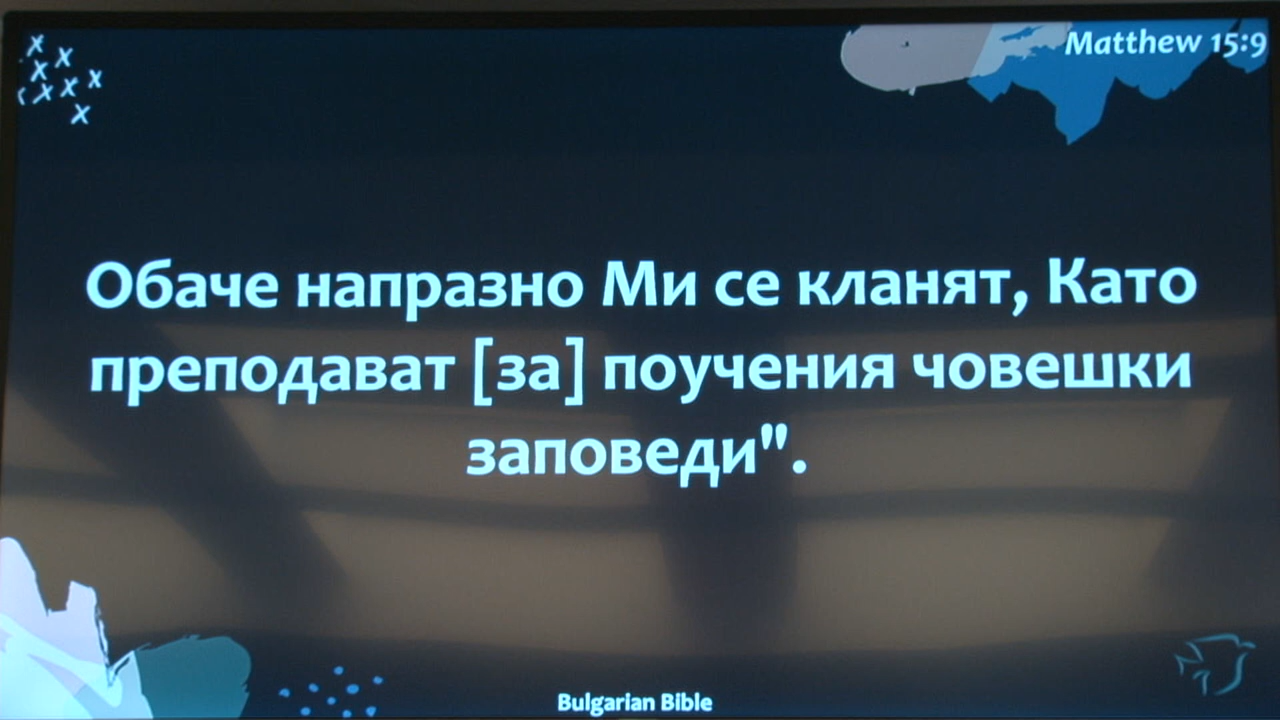 Matthew 15:9
Обаче напразно Ми се кланят, Като
преподават [за] поучения човешки
заповеди".
Bulgarian Bible